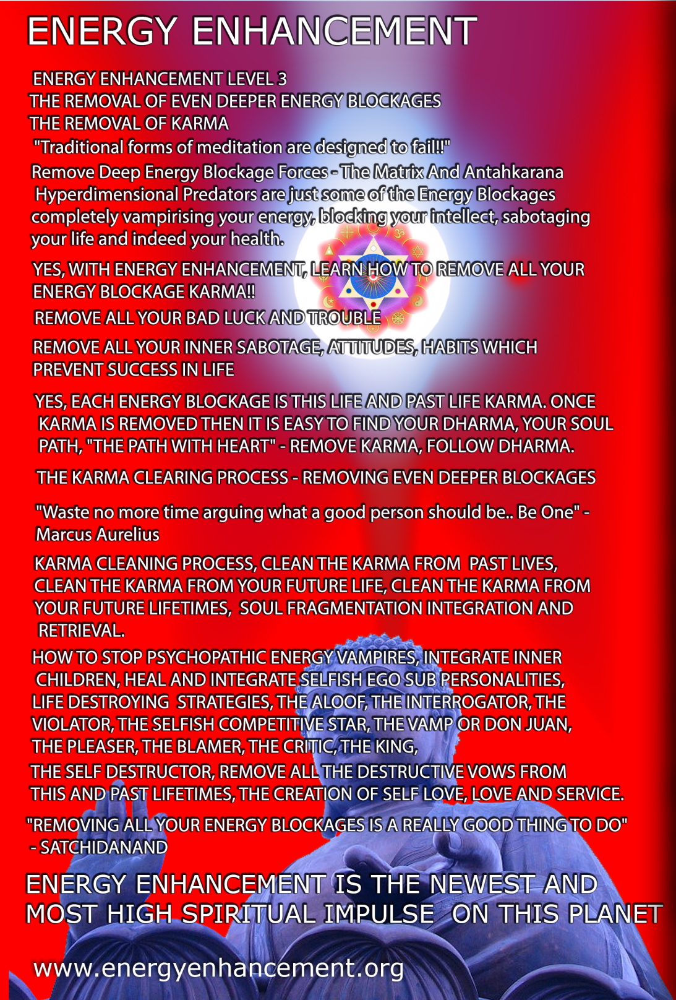 ENERGY ENHANCEMENT
ENERGY ENHANCEMENT LEVEL 3
THE REMOVAL OF EVEN DEEPER ENERGY BLOCKAGES
THE REMOVAL OF KARMA
"Traditional forms of meditation are designed to fail!!"
Remove Deep Energy Blockage Forces - The Matrix And Antahkarana
Hyperdimensional Predators are just some of the Energy Blockages
completely vampirising your energy, blocking your intellect, sabotaging
your life and indeed your health.
YES, WITH ENERGY ENHANCEMENT, LEARN HOW TO REMOVE ALL YOUR
ENERGY BLOCKAGE KARMA!!
REMOVE ALL YOUR BAD LUCK AND TROUBLE
REMOVE ALL YOUR INNER SABOTAGE, ATTITUDES, HABITS WHICH
PREVENT SUCCESS IN LIFE
YES, EACH ENERGY BLOCKAGE IS THIS LIFE AND PAST LIFE KARMA. ONCE
KARMA IS REMOVED THEN IT IS EASY TO FIND YOUR DHARMA, YOUR SOUL
PATH, "THE PATH WITH HEART" - REMOVE KARMA, FOLLOW DHARMA.
THE KARMA CLEARING PROCESS - REMOVING EVEN DEEPER BLOCKAGES
"Waste no more time arguing what a good person should be.. Be One" -
Marcus Aurelius
KARMA CLEANING PROCESS, CLEAN THE KARMA FROM  PAST LIVES,
CLEAN THE KARMA FROM YOUR FUTURE LIFE, CLEAN THE KARMA FROM
YOUR FUTURE LIFETIMES,  SOUL FRAGMENTATION INTEGRATION AND
RETRIEVAL.
HOW TO STOP PSYCHOPATHIC ENERGY VAMPIRES, INTEGRATE INNER
CHILDREN, HEAL AND INTEGRATE SELFISH EGO SUB PERSONALITIES,
LIFE DESTROYING  STRATEGIES, THE ALOOF, THE INTERROGATOR, THE
VIOLATOR, THE SELFISH COMPETITIVE STAR, THE VAMP OR DON JUAN,
THE PLEASER, THE BLAMER, THE CRITIC, THE KING,
THE SELF DESTRUCTOR, REMOVE ALL THE DESTRUCTIVE VOWS FROM
THIS AND PAST LIFETIMES, THE CREATION OF SELF LOVE, LOVE AND SERVICE.
"REMOVING ALL YOUR ENERGY BLOCKAGES IS A REALLY GOOD THING TO DO"
- SATCHIDANAND
ENERGY ENHANCEMENT IS THE NEWEST AND
MOST HIGH SPIRITUAL IMPULSE  ON THIS PLANET
www.energyenhancement.org